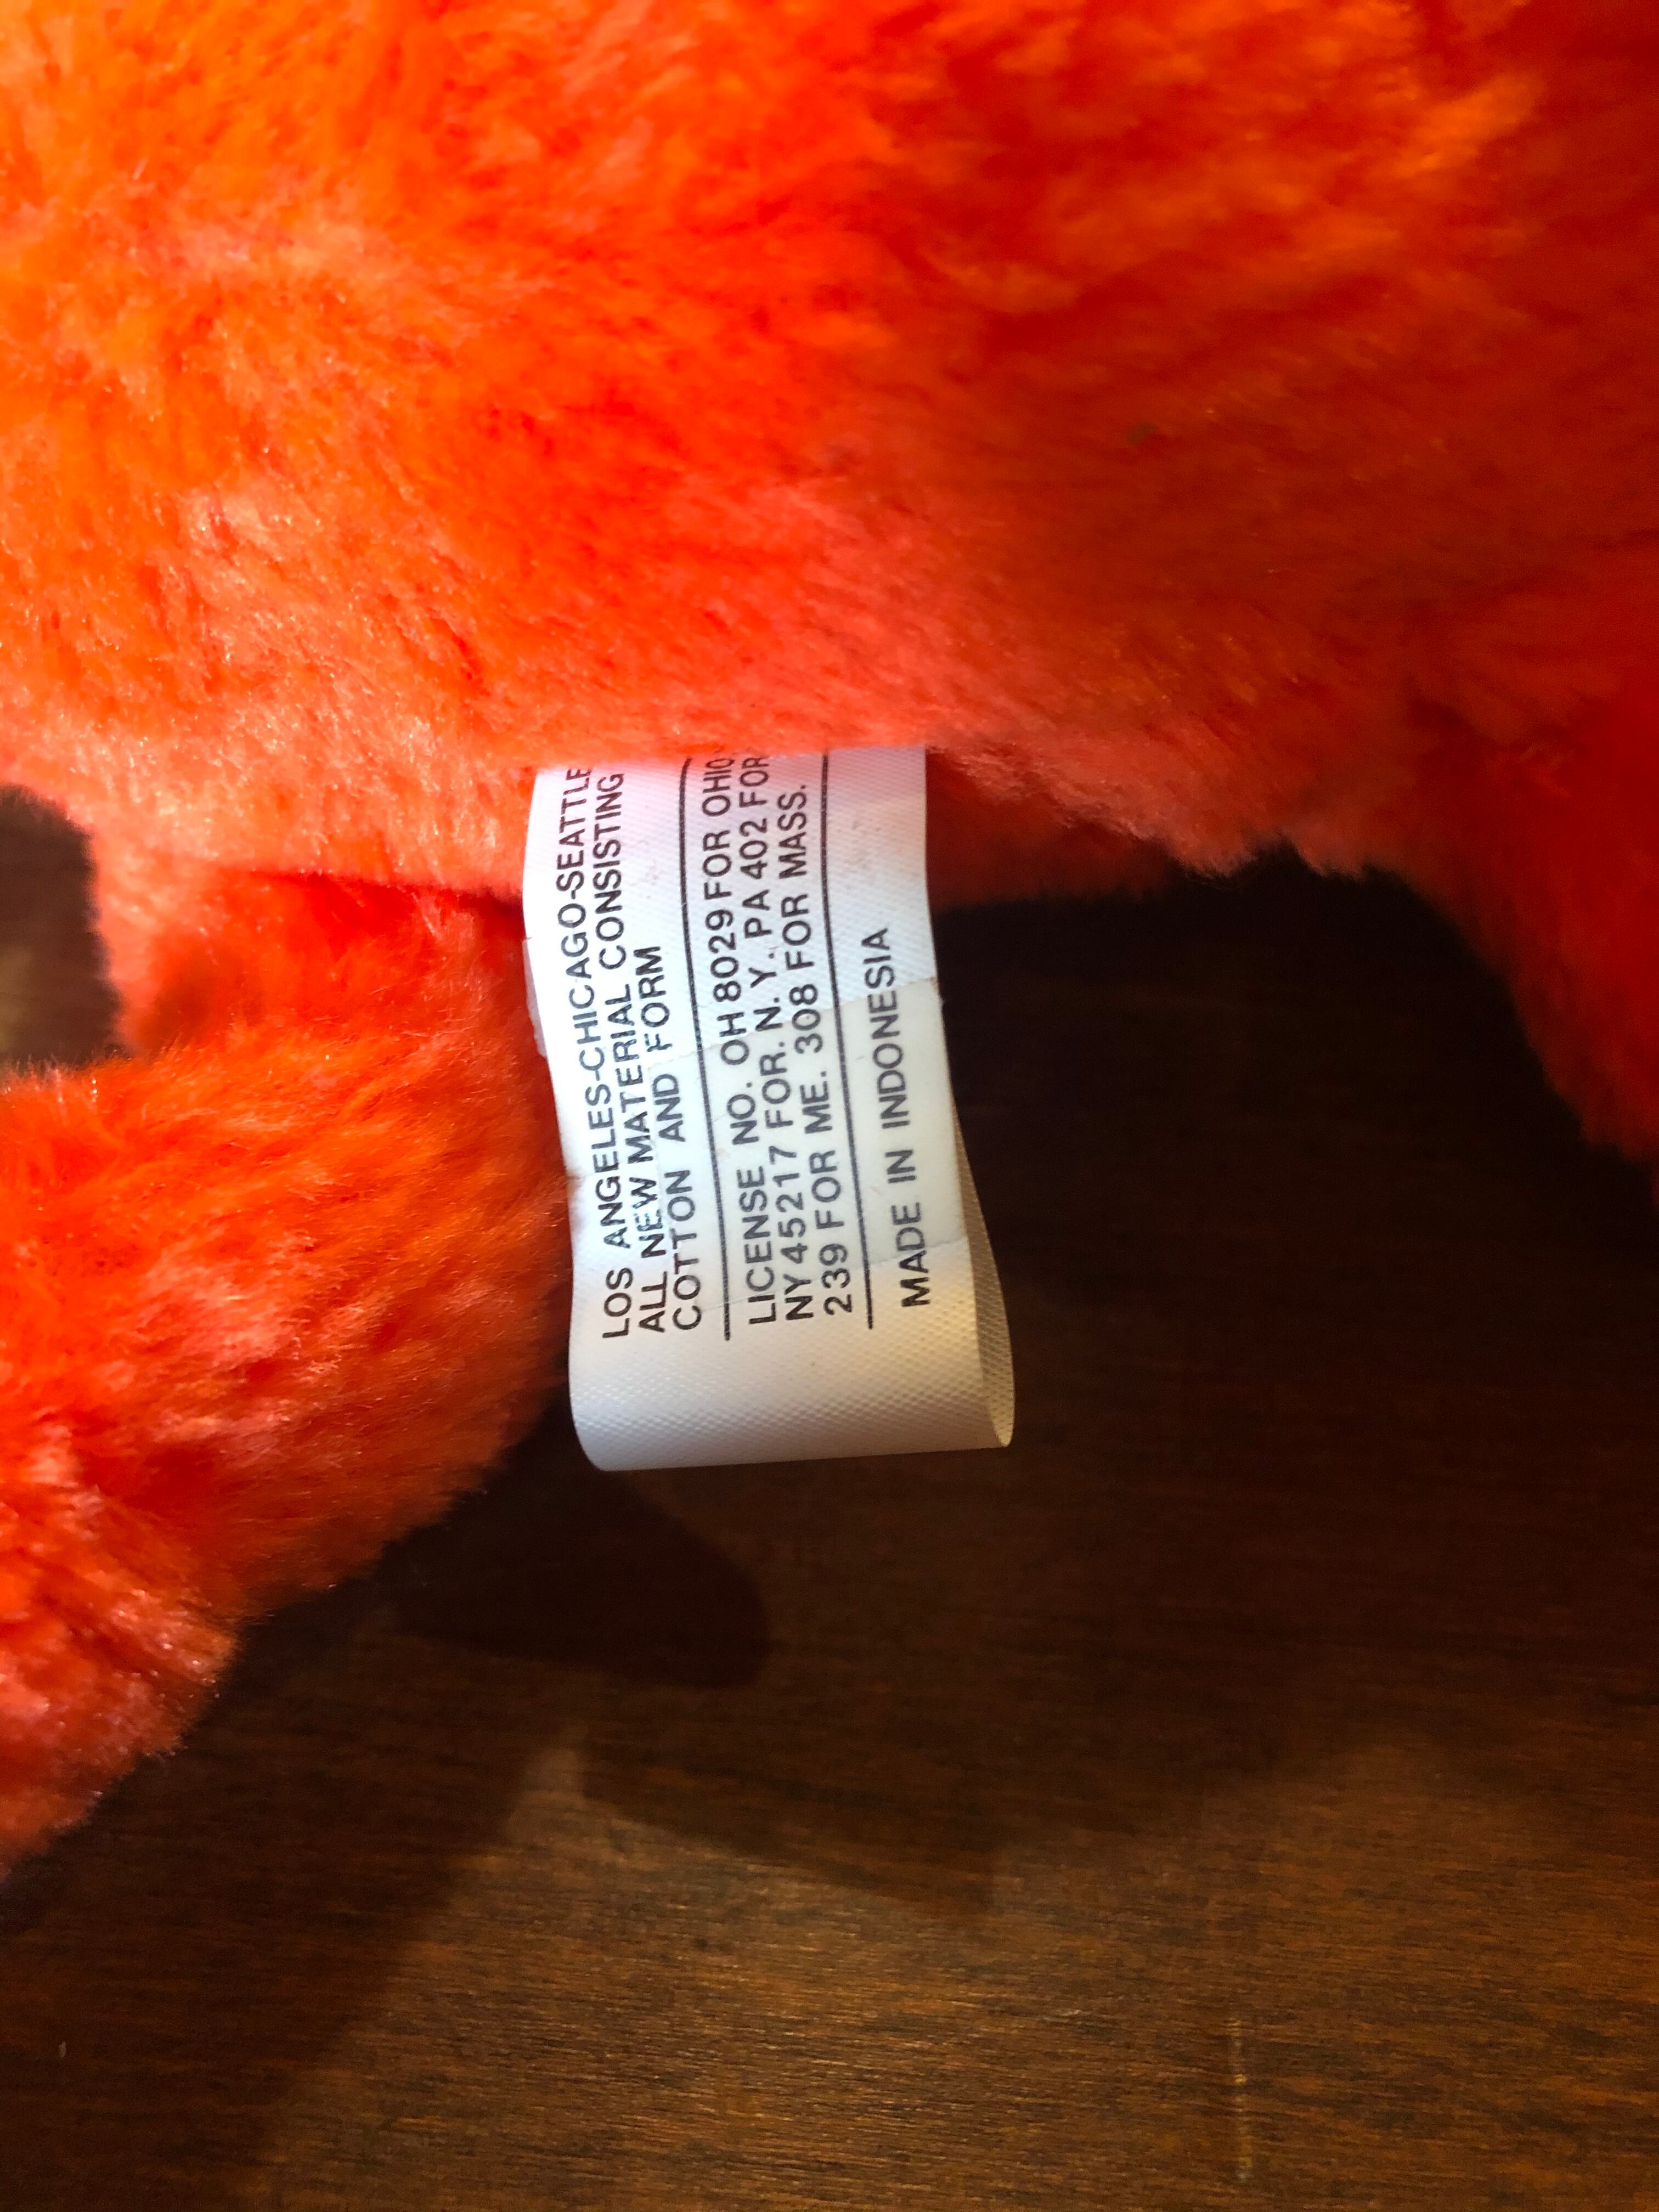 LOS ANGELES-CHICAGO-SEATTLE
ALL NEW MATERIAL CONSISTING
COTTON AND FORM
LICENSE NO. OH 8029 FOR OHIO
NY 45217 FOR. N. Y. PA 402 FOR
239 FOR ME. 308 FOR MASS.
MADE IN INDONESIA